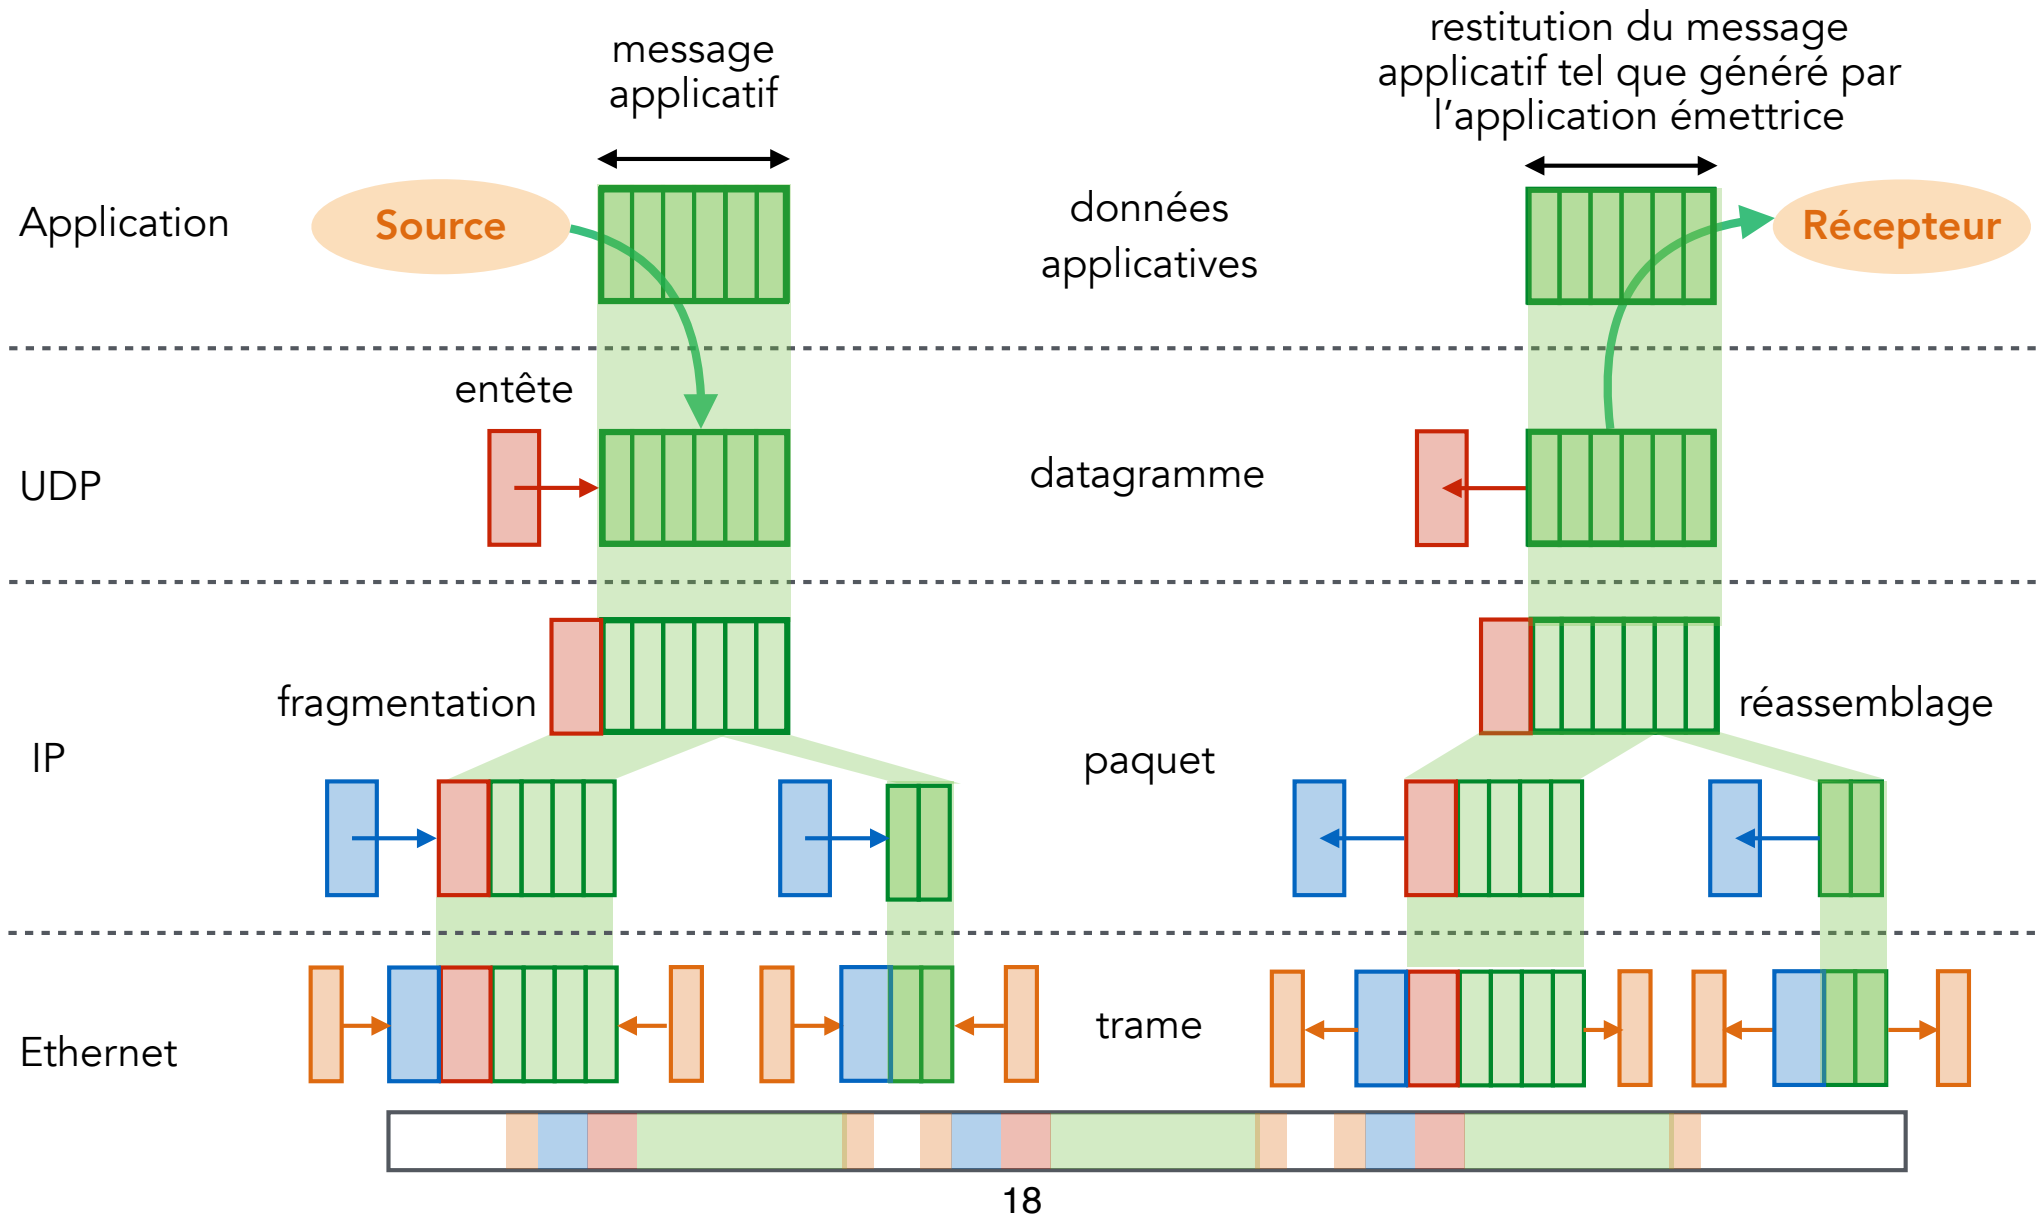 message
applicatif
restitution du message
applicatif tel que généré par
l'application émettrice
Application
Source
données
applicatives
Récepteur
entête
UDP
datagramme
fragmentation
réassemblage
IP
paquet
Ethernet
trame
18